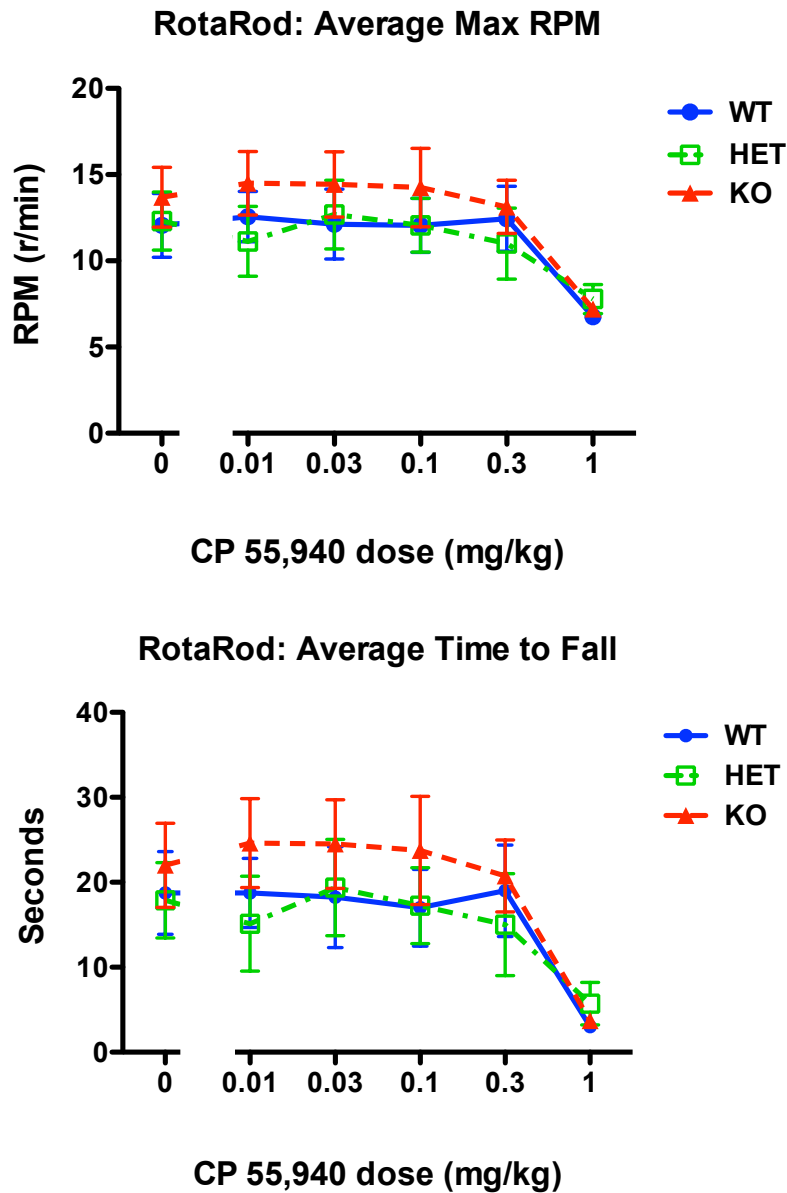 RotaRod: Average Max RPM
20
15
10
5
0
RPM (r/min)
0 0.01 0.03 0.1 0.3 1
CP 55,940 dose (mg/kg)
WT
HET
KO
RotaRod: Average Time to Fall
40
30
20
10
0
Seconds
0 0.01 0.03 0.1 0.3 1
CP 55,940 dose (mg/kg)
WT
HET
KO